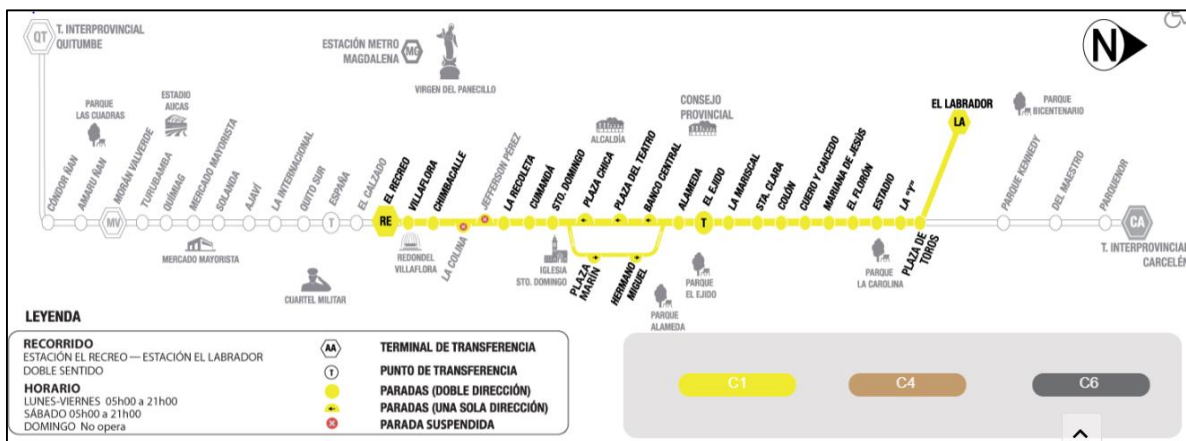 QT
T. INTERPROVINCIAL
QUITUMBE
ESTACIÓN METRO
MAGDALENA
MG
VIRGEN DEL PANECILLO
N
CONSEJO
PROVINCIAL
ALCALDÍA
EL LABRADOR
LA
PARQUE
BICENTENARIO
PARQUE
LAS CUADRAS
ESTADIO
AUCAS
CÓNDOR ÑAN
AMARU ÑAN
MORÁN VALVERDE
TURUBAMBA
QUIMIAG
MERCADO MAYORISTA
SOLANDA
AJAVÍ
LA INTERNACIONAL
QUITO SUR
ESPAÑA
EL CALZADO
EL RECREO
VILLAFLORA
CHIMBACALLE
JEFFERSON PÉREZ
LA RECOLETA
CUMANDÁ
STO. DOMINGO
PLAZA CHICA
PLAZA DEL TEATRO
BANCO CENTRAL
ALAMEDA
EL EJIDO
LA MARISCAL
STA. CLARA
COLÓN
CUERO Y CAICEDO
MARIANA DE JESÚS
EL FLORÓN
ESTADIO
LA "Y"
PARQUE KENNEDY
DEL MAESTRO
PARQUENOR
MV
T
RE
T
CA
MERCADO MAYORISTA
CUARTEL MILITAR
REDONDEL
VILLAFLORA
LA COLINA
IGLESIA
STO. DOMINGO
PLAZA
MARÍN
HERMANO
MIGUEL
PARQUE
ALAMEDA
PARQUE
EL EJIDO
PARQUE
LA CAROLINA
PLAZA DE
TOROS
T. INTERPROVINCIAL
CARCELÉN
LEYENDA
RECORRIDO
ESTACIÓN EL RECREO — ESTACIÓN EL LABRADOR
DOBLE SENTIDO
HORARIO
LUNES-VIERNES 05h00 a 21h00
SÁBADO 05h00 a 21h00
DOMINGO No opera
AA TERMINAL DE TRANSFERENCIA
T PUNTO DE TRANSFERENCIA
PARADAS (DOBLE DIRECCIÓN)
PARADAS (UNA SOLA DIRECCIÓN)
PARADA SUSPENDIDA
C1
C4
C6